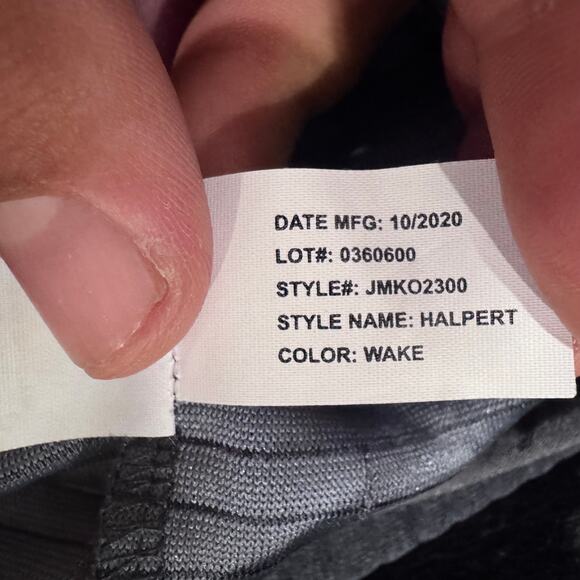 DATE MFG: 10/2020
LOT#: 0360600
STYLE#: JMKO2300
STYLE NAME: HALPERT
COLOR: WAKE